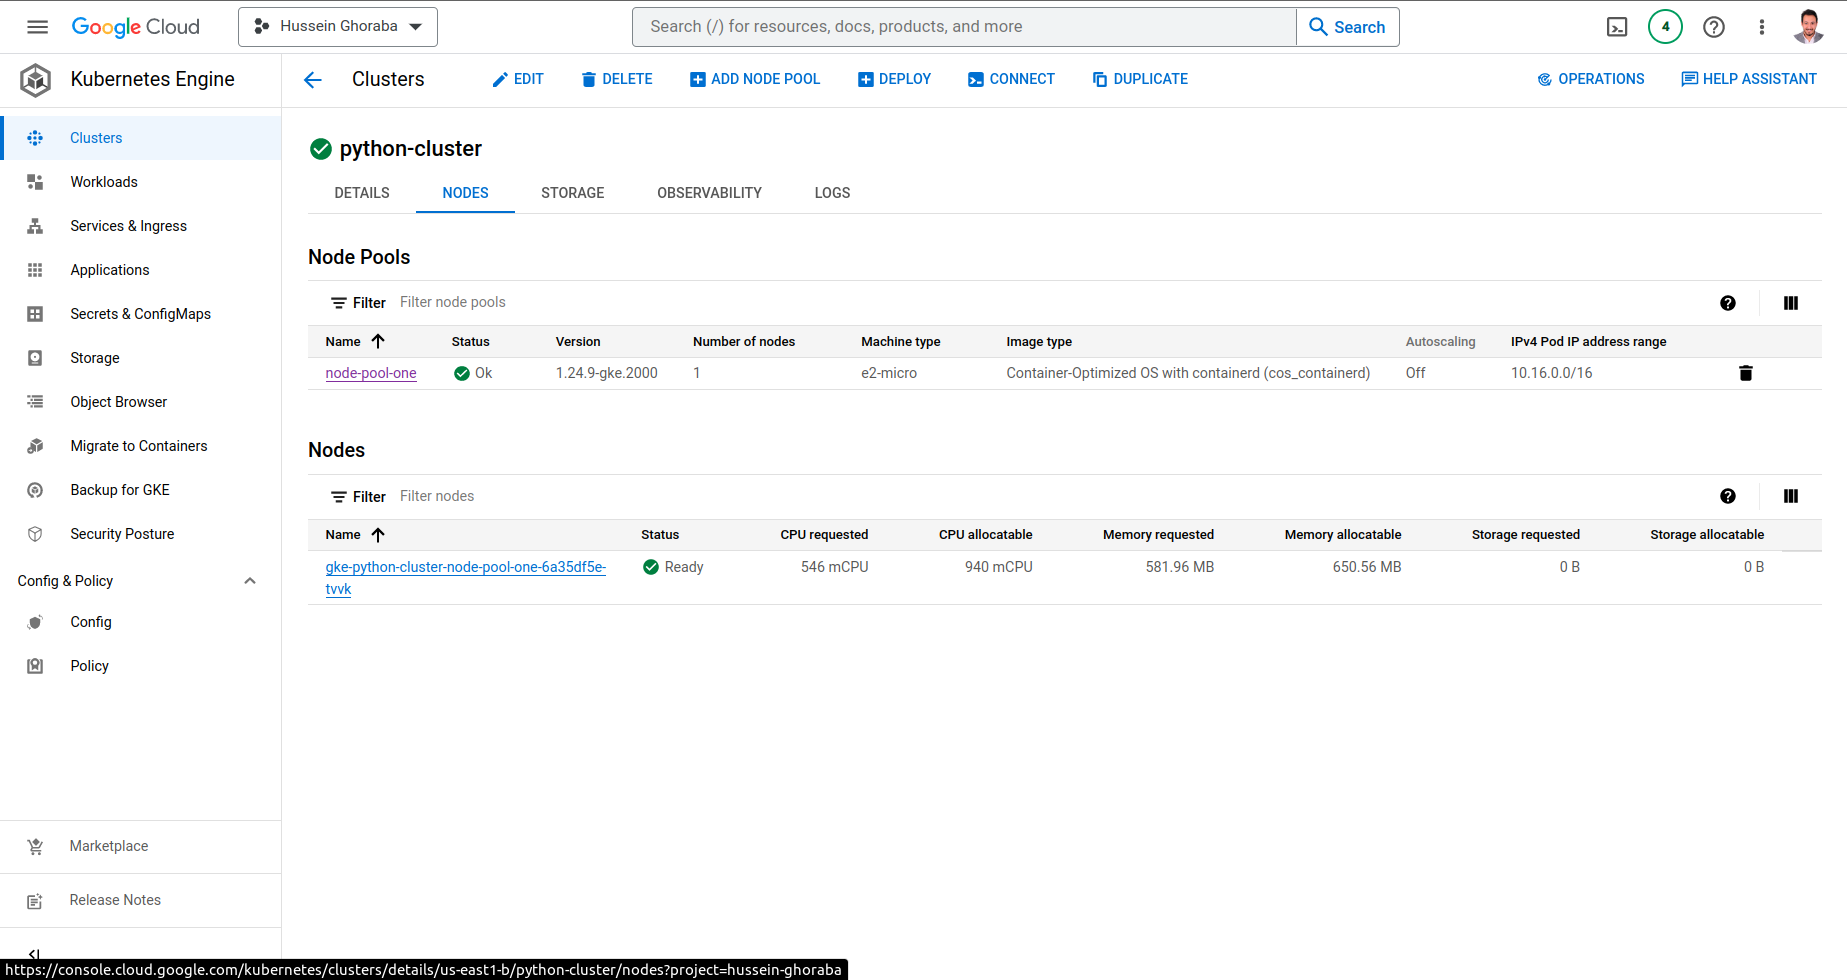 Google Cloud
Hussein Ghoraba
Search (/) for resources, docs, products, and more
Search
4
Kubernetes Engine
Clusters
EDIT
DELETE
ADD NODE POOL
DEPLOY
CONNECT
DUPLICATE
OPERATIONS
HELP ASSISTANT
Clusters
Workloads
Services & Ingress
Applications
Secrets & ConfigMaps
Storage
Object Browser
Migrate to Containers
Backup for GKE
Security Posture
Config & Policy
Config
Policy
Marketplace
Release Notes
python-cluster
DETAILS
NODES
STORAGE
OBSERVABILITY
LOGS
Node Pools
Filter Filter node pools
Name Status Version Number of nodes Machine type Image type Autoscaling IPv4 Pod IP address range
node-pool-one Ok 1.24.9-gke.2000 1 e2-micro Container-Optimized OS with containerd (cos_containerd) Off 10.16.0.0/16
Nodes
Filter Filter nodes
Name Status CPU requested CPU allocatable Memory requested Memory allocatable Storage requested Storage allocatable
gke-python-cluster-node-pool-one-6a35df5e- Ready 546 mCPU 940 mCPU 581.96 MB 650.56 MB 0 B 0 B
tvvk
https://console.cloud.google.com/kubernetes/clusters/details/us-east1-b/python-cluster/nodes?project=hussein-ghoraba